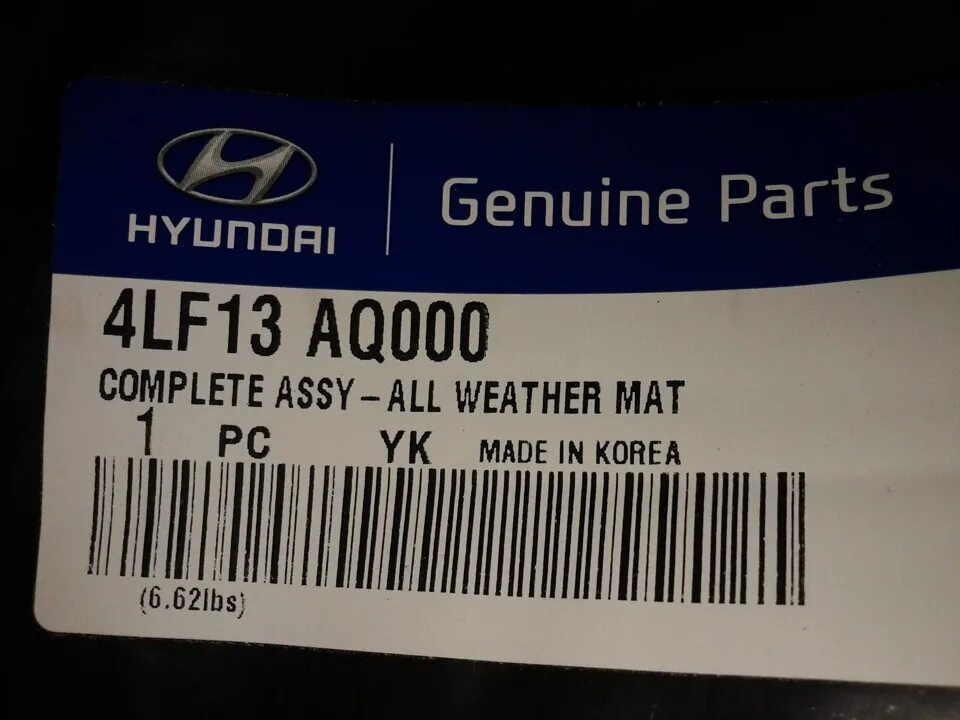 HYUNDAI
Genuine Parts
4LF13 AQ000
COMPLETE ASSY-ALL WEATHER MAT
1 PC YK MADE IN KOREA
(6.62lbs)